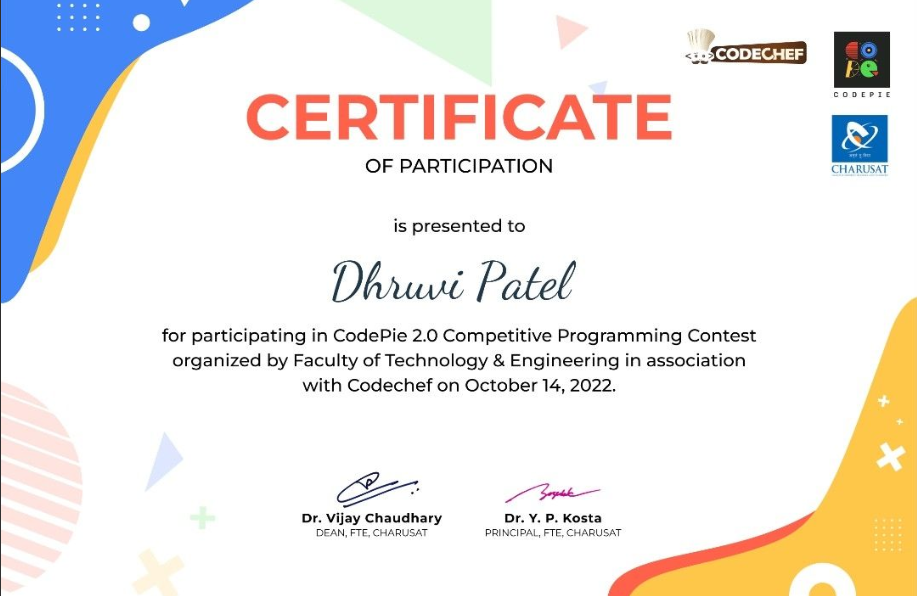 CODECHEF
CODE
CODEPIE
CHARUSAT
CERTIFICATE
OF PARTICIPATION
is presented to
Dhruvi Patel
for participating in CodePie 2.0 Competitive Programming Contest
organized by Faculty of Technology & Engineering in association
with Codechef on October 14, 2022.
Dr. Vijay Chaudhary
DEAN, FTE, CHARUSAT
Dr. Y. P. Kosta
PRINCIPAL, FTE, CHARUSAT